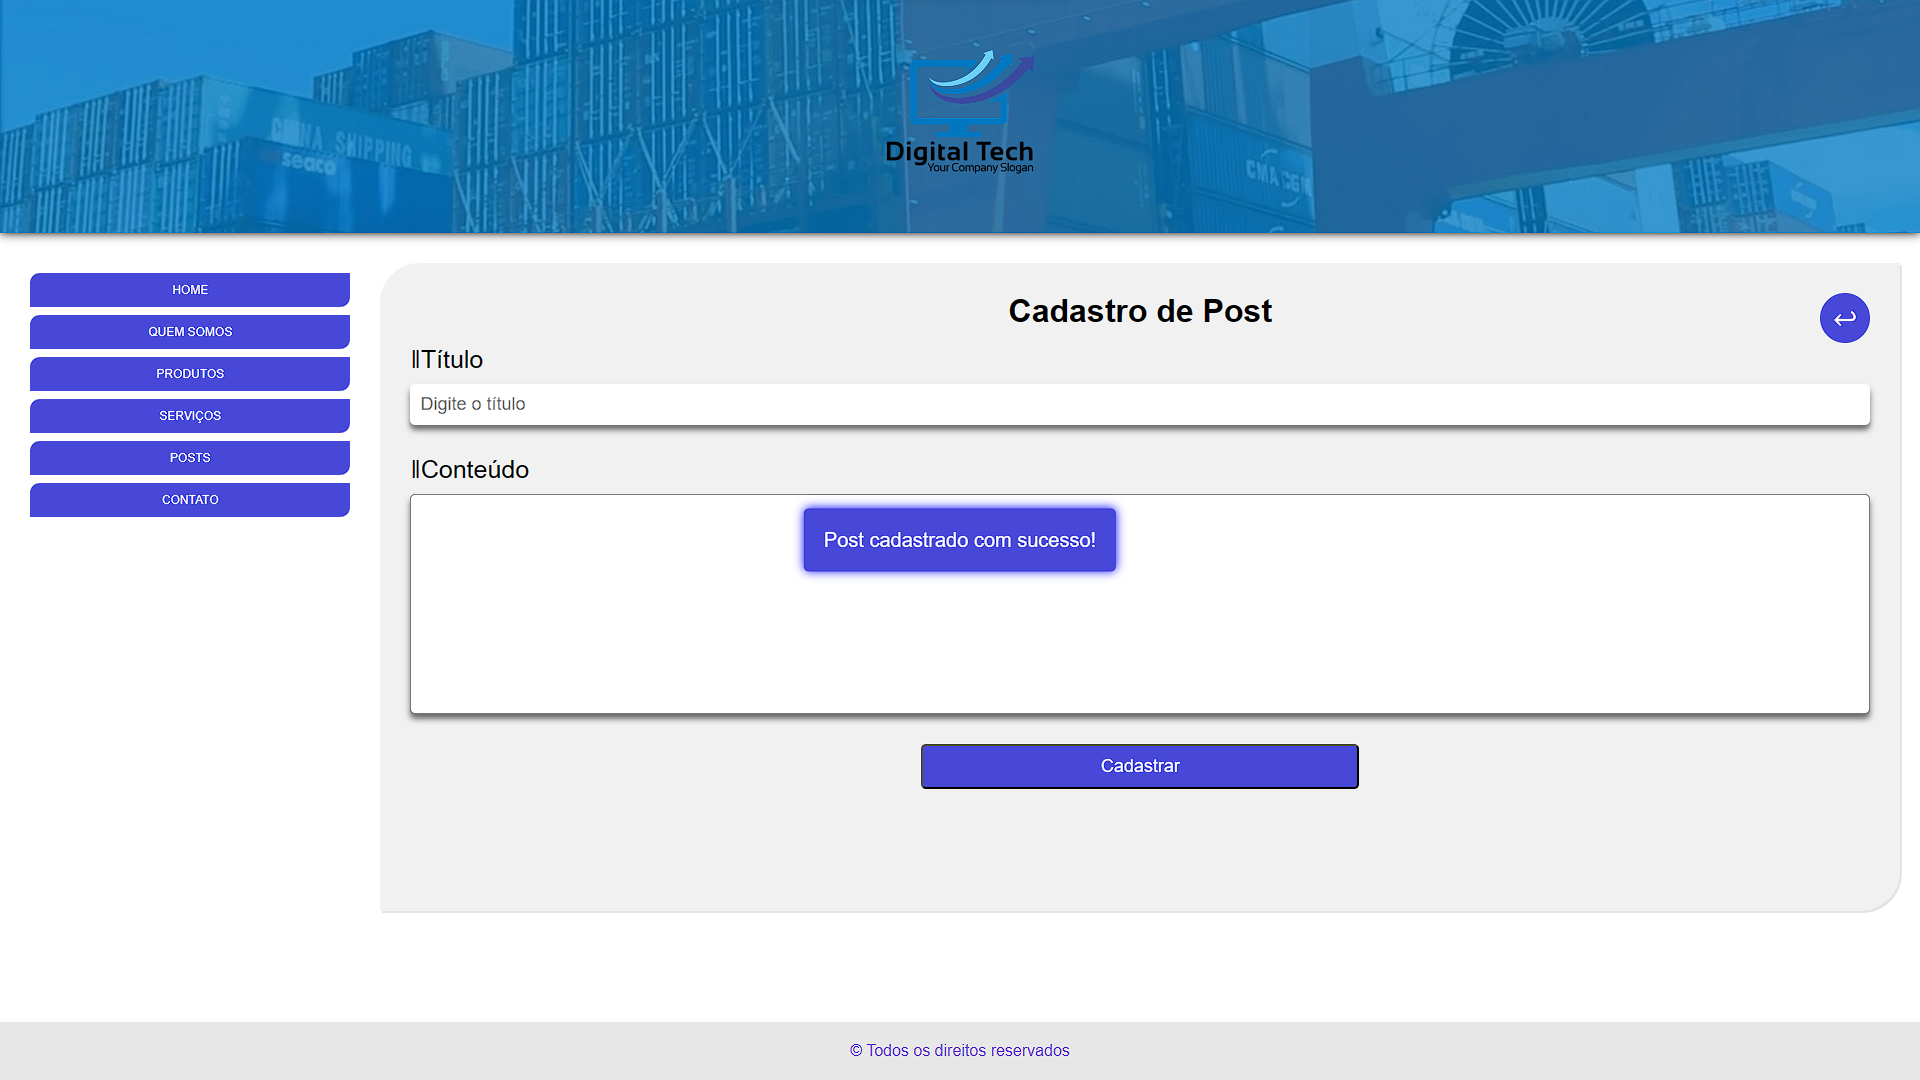 CHINA SHIPPING
seaco
CMA CGM
Digital Tech
Your Company Slogan
HOME
QUEM SOMOS
PRODUTOS
SERVIÇOS
POSTS
CONTATO
Cadastro de Post
Título
Digite o título
Conteúdo
Post cadastrado com sucesso!
Cadastrar
© Todos os direitos reservados